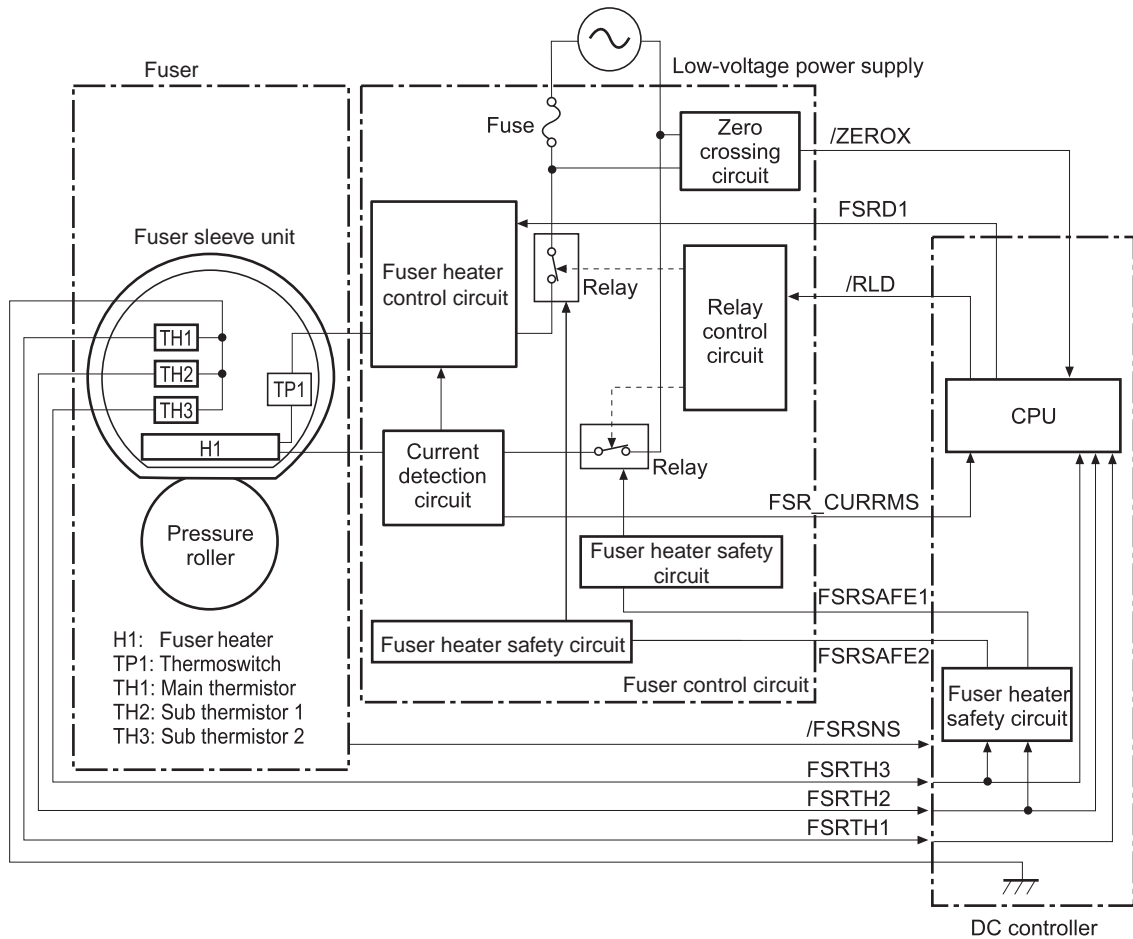 Low-voltage power supply
Fuser
Fuse
Zero
crossing
circuit
/ZEROX
FSRD1
Fuser sleeve unit
Fuser heater
control circuit
Relay
/RLD
Relay
control
circuit
TH1
TH2
TH3
TP1
H1
CPU
Current
detection
circuit
Relay
FSR_CURRMS
Pressure
roller
Fuser heater safety
circuit
FSRSAFE1
Fuser heater safety circuit
FSRSAFE2
Fuser control circuit
Fuser heater
safety circuit
H1: Fuser heater
TP1: Thermoswitch
TH1: Main thermistor
TH2: Sub thermistor 1
TH3: Sub thermistor 2
/FSRSNS
FSRTH3
FSRTH2
FSRTH1
DC controller